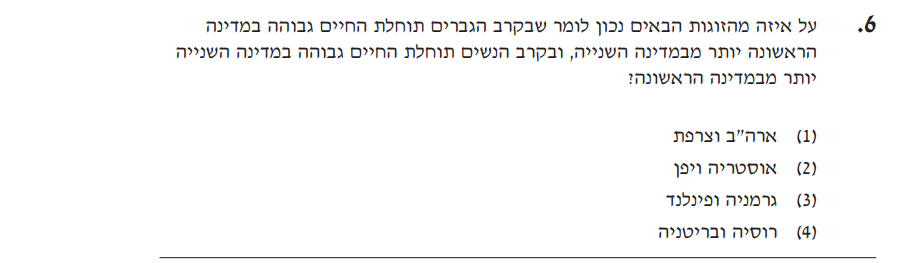 6. על איזה מהזוגות הבאים נכון לומר שבקרב הגברים תוחלת החיים גבוהה במדינה
הראשונה יותר מבמדינה השנייה, ובקרב הנשים תוחלת החיים גבוהה במדינה השנייה
יותר מבמדינה הראשונה?
(1) ארה"ב וצרפת
(2) אוסטריה ויפן
(3) גרמניה ופינלנד
(4) רוסיה ובריטניה